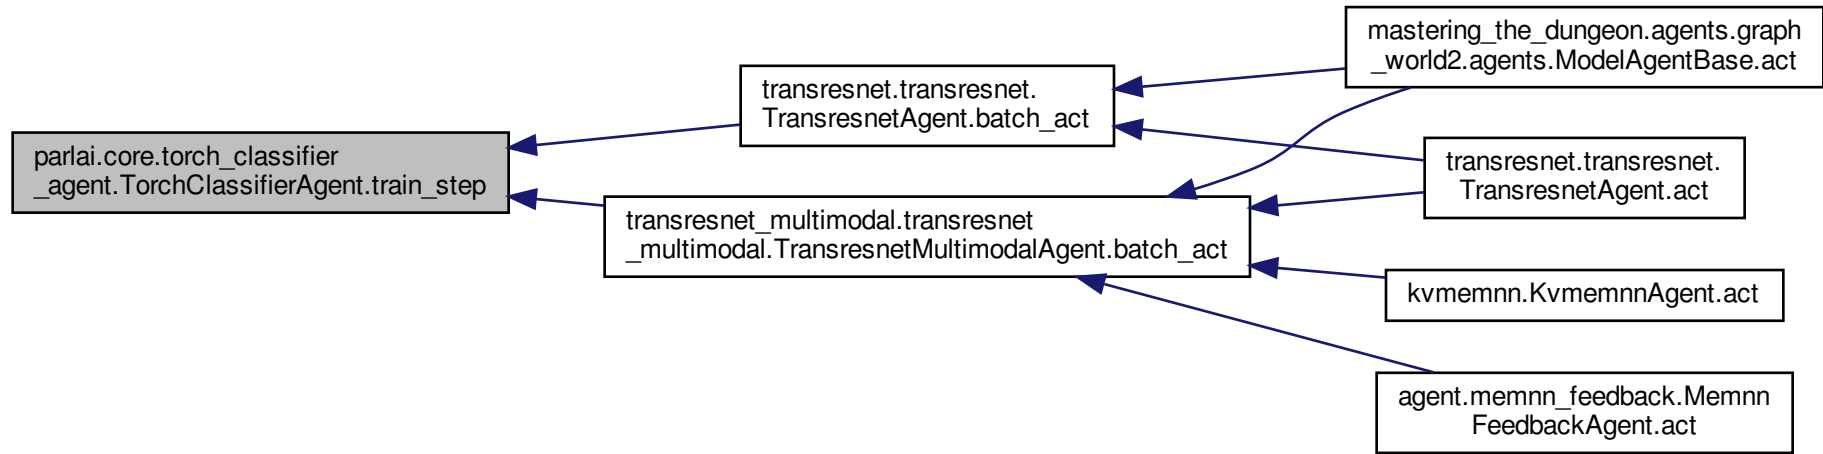 parlai.core.torch_classifier
_agent.TorchClassifierAgent.train_step
transresnet.transresnet.
TransresnetAgent.batch_act
transresnet_multimodal.transresnet
_multimodal.TransresnetMultimodalAgent.batch_act
mastering_the_dungeon.agents.graph
_world2.agents.ModelAgentBase.act
transresnet.transresnet.
TransresnetAgent.act
kvmemnn.KvmemnnAgent.act
agent.memnn_feedback.Memnn
FeedbackAgent.act